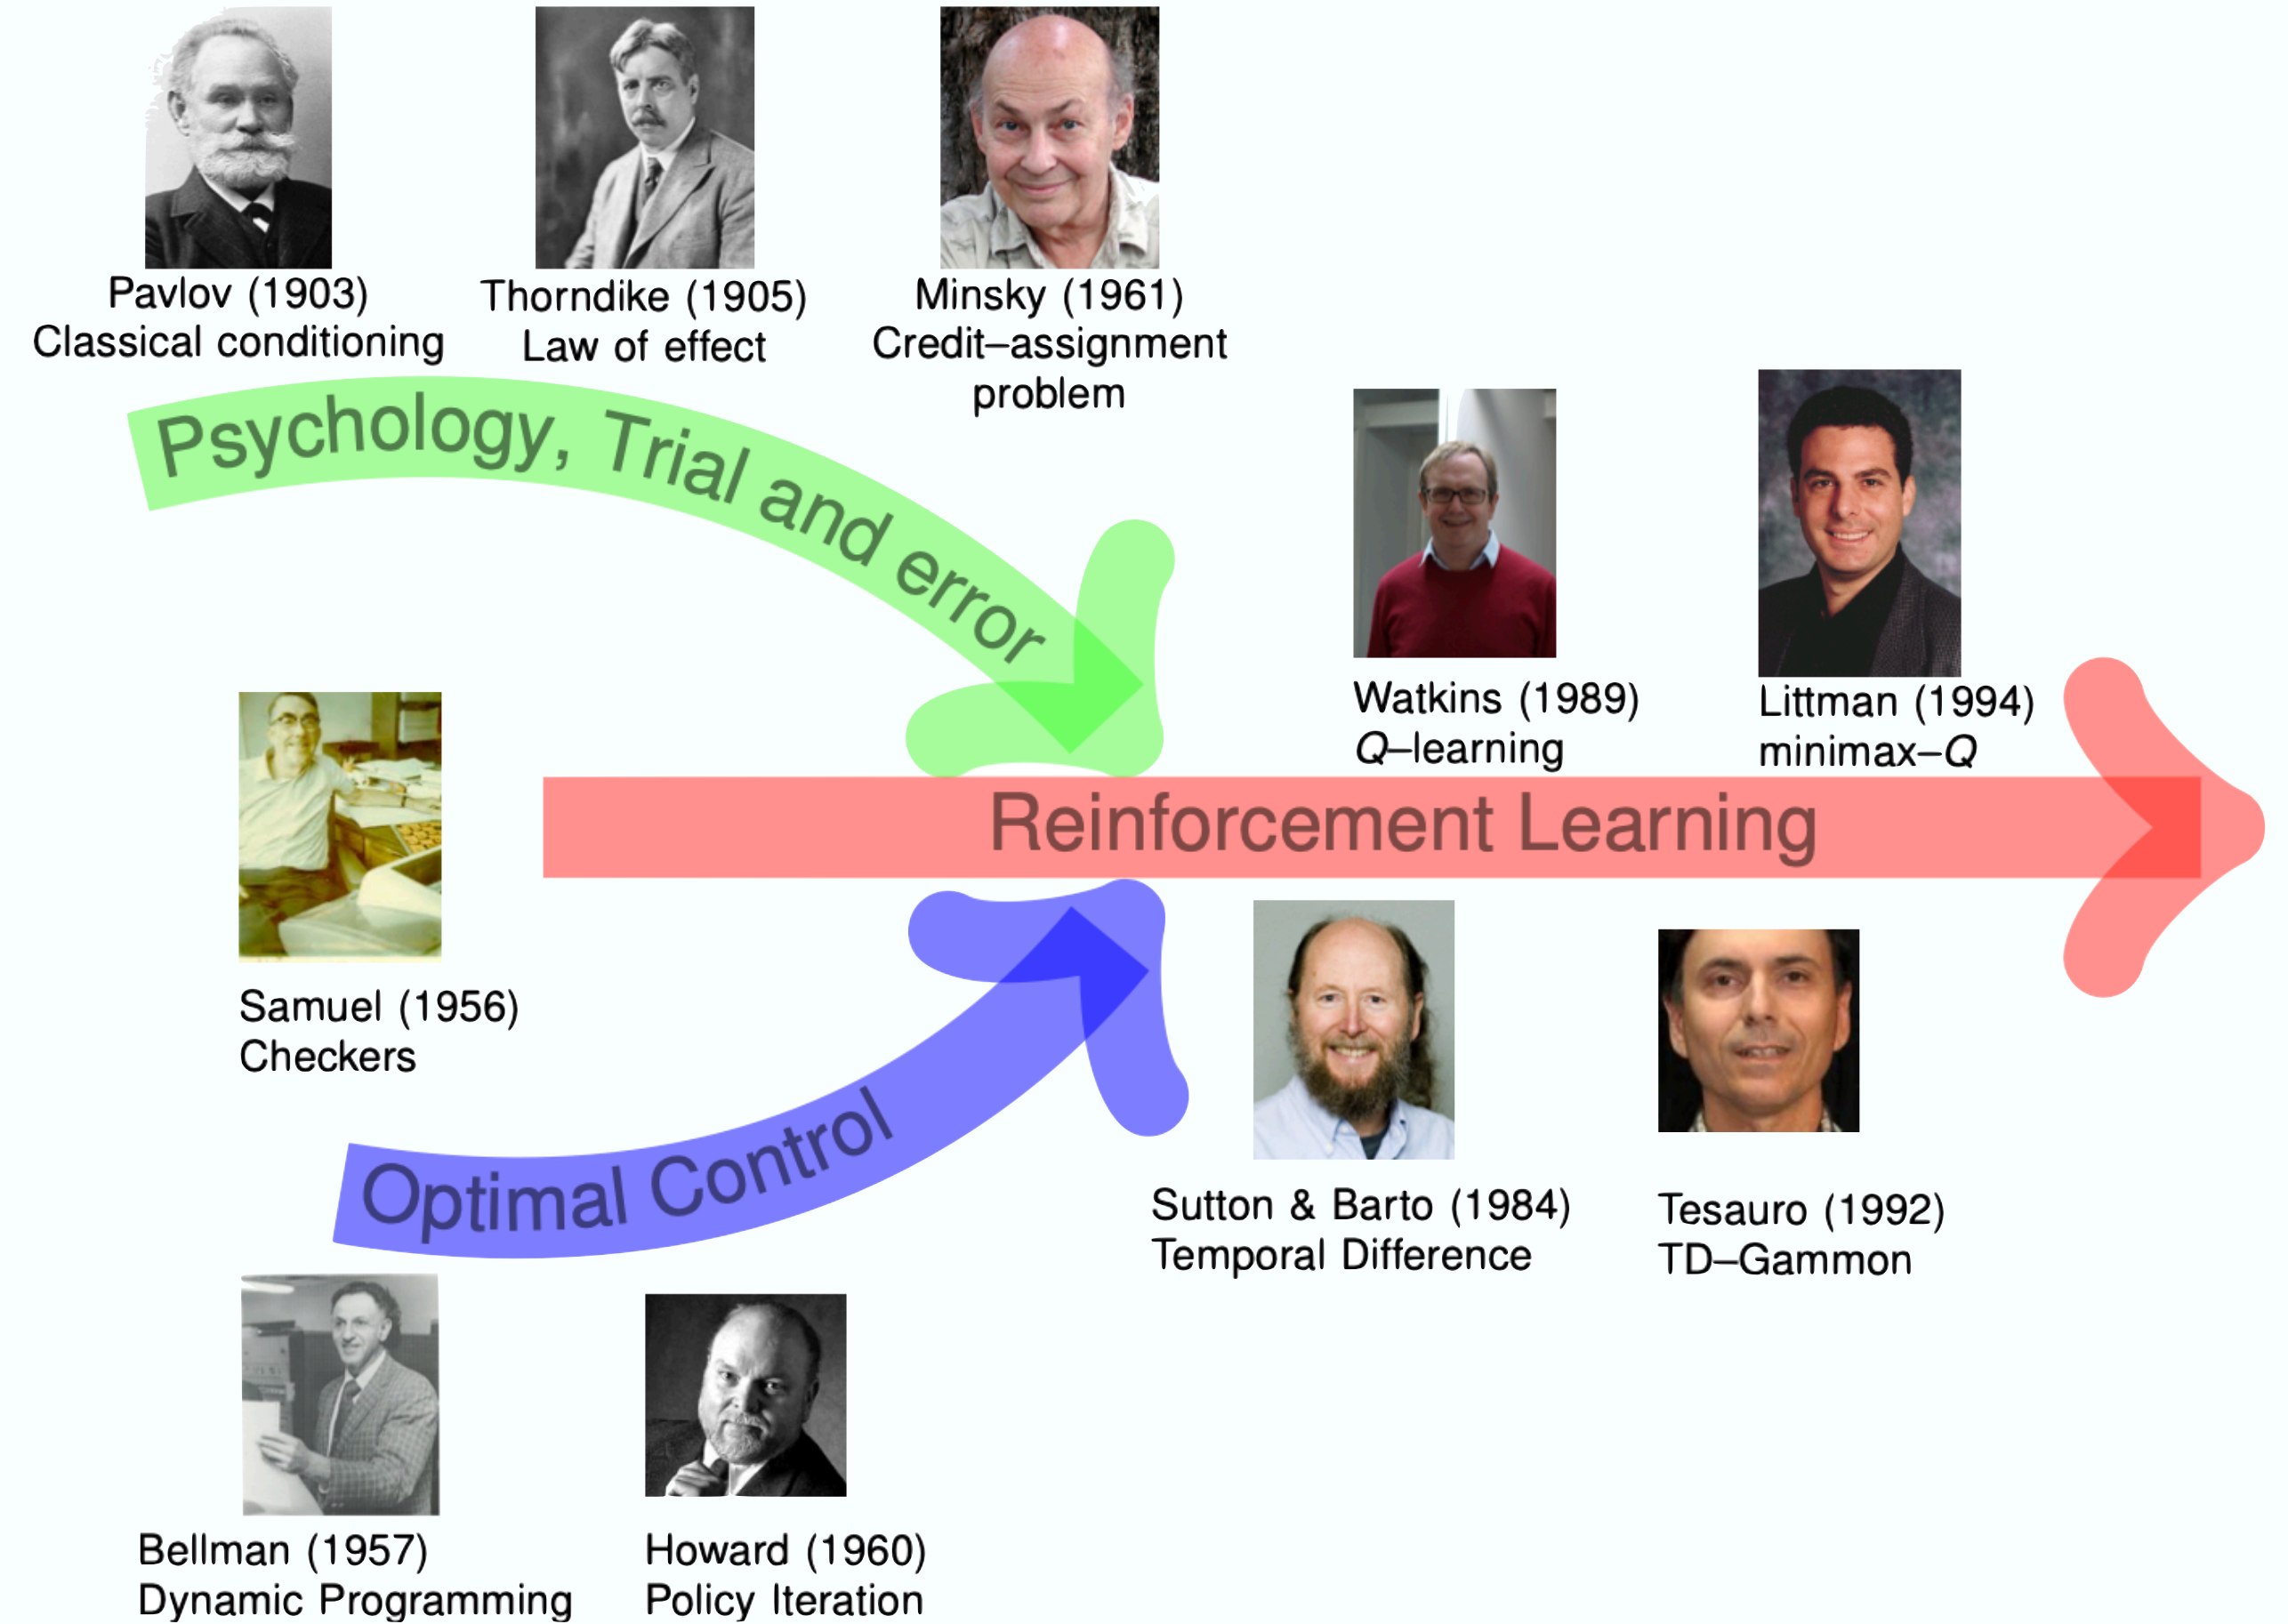 Pavlov (1903)
Classical conditioning
Thorndike (1905)
Law of effect
Minsky (1961)
Credit–assignment
problem
Psychology, Trial and error
Watkins (1989)
Q–learning
Littman (1994)
minimax–Q
Reinforcement Learning
Samuel (1956)
Checkers
Optimal Control
Sutton & Barto (1984)
Temporal Difference
Tesauro (1992)
TD–Gammon
Bellman (1957)
Dynamic Programming
Howard (1960)
Policy Iteration